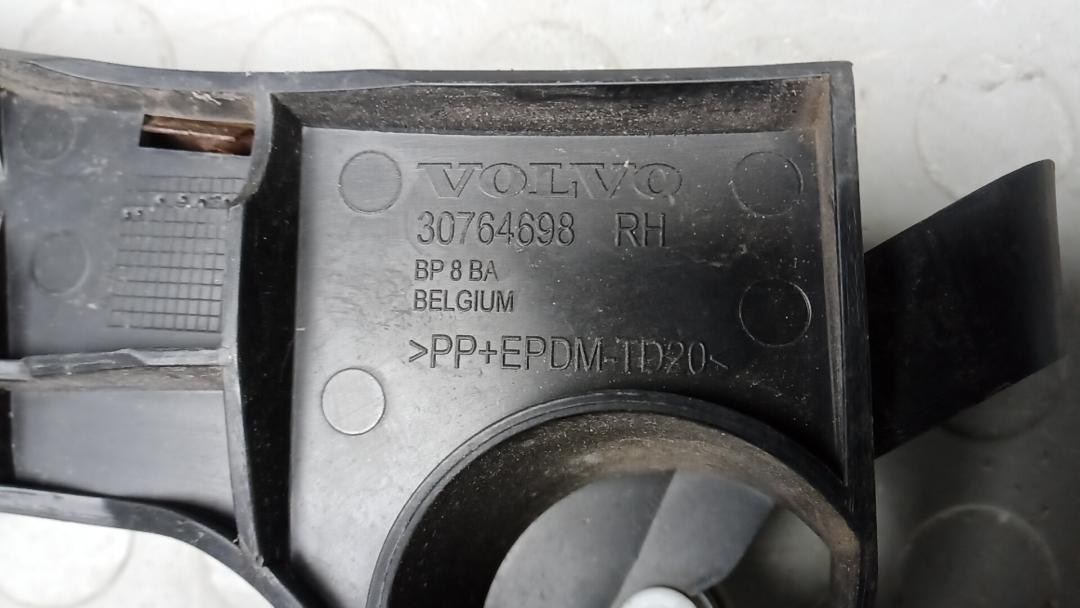 VOLVO
30764698 RH
BP 8 BA
BELGIUM
>PP+EPDM-TD20<